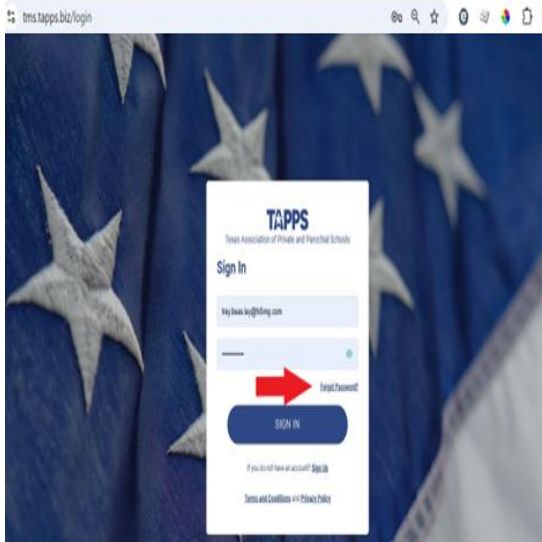 tms.tapps.biz/login
TAPPS
Texas Association of Private and Parochial Schools
Sign In
Forgot Password?
SIGN IN
If you do not have an account? Sign Up
Terms and Conditions and Privacy Policy